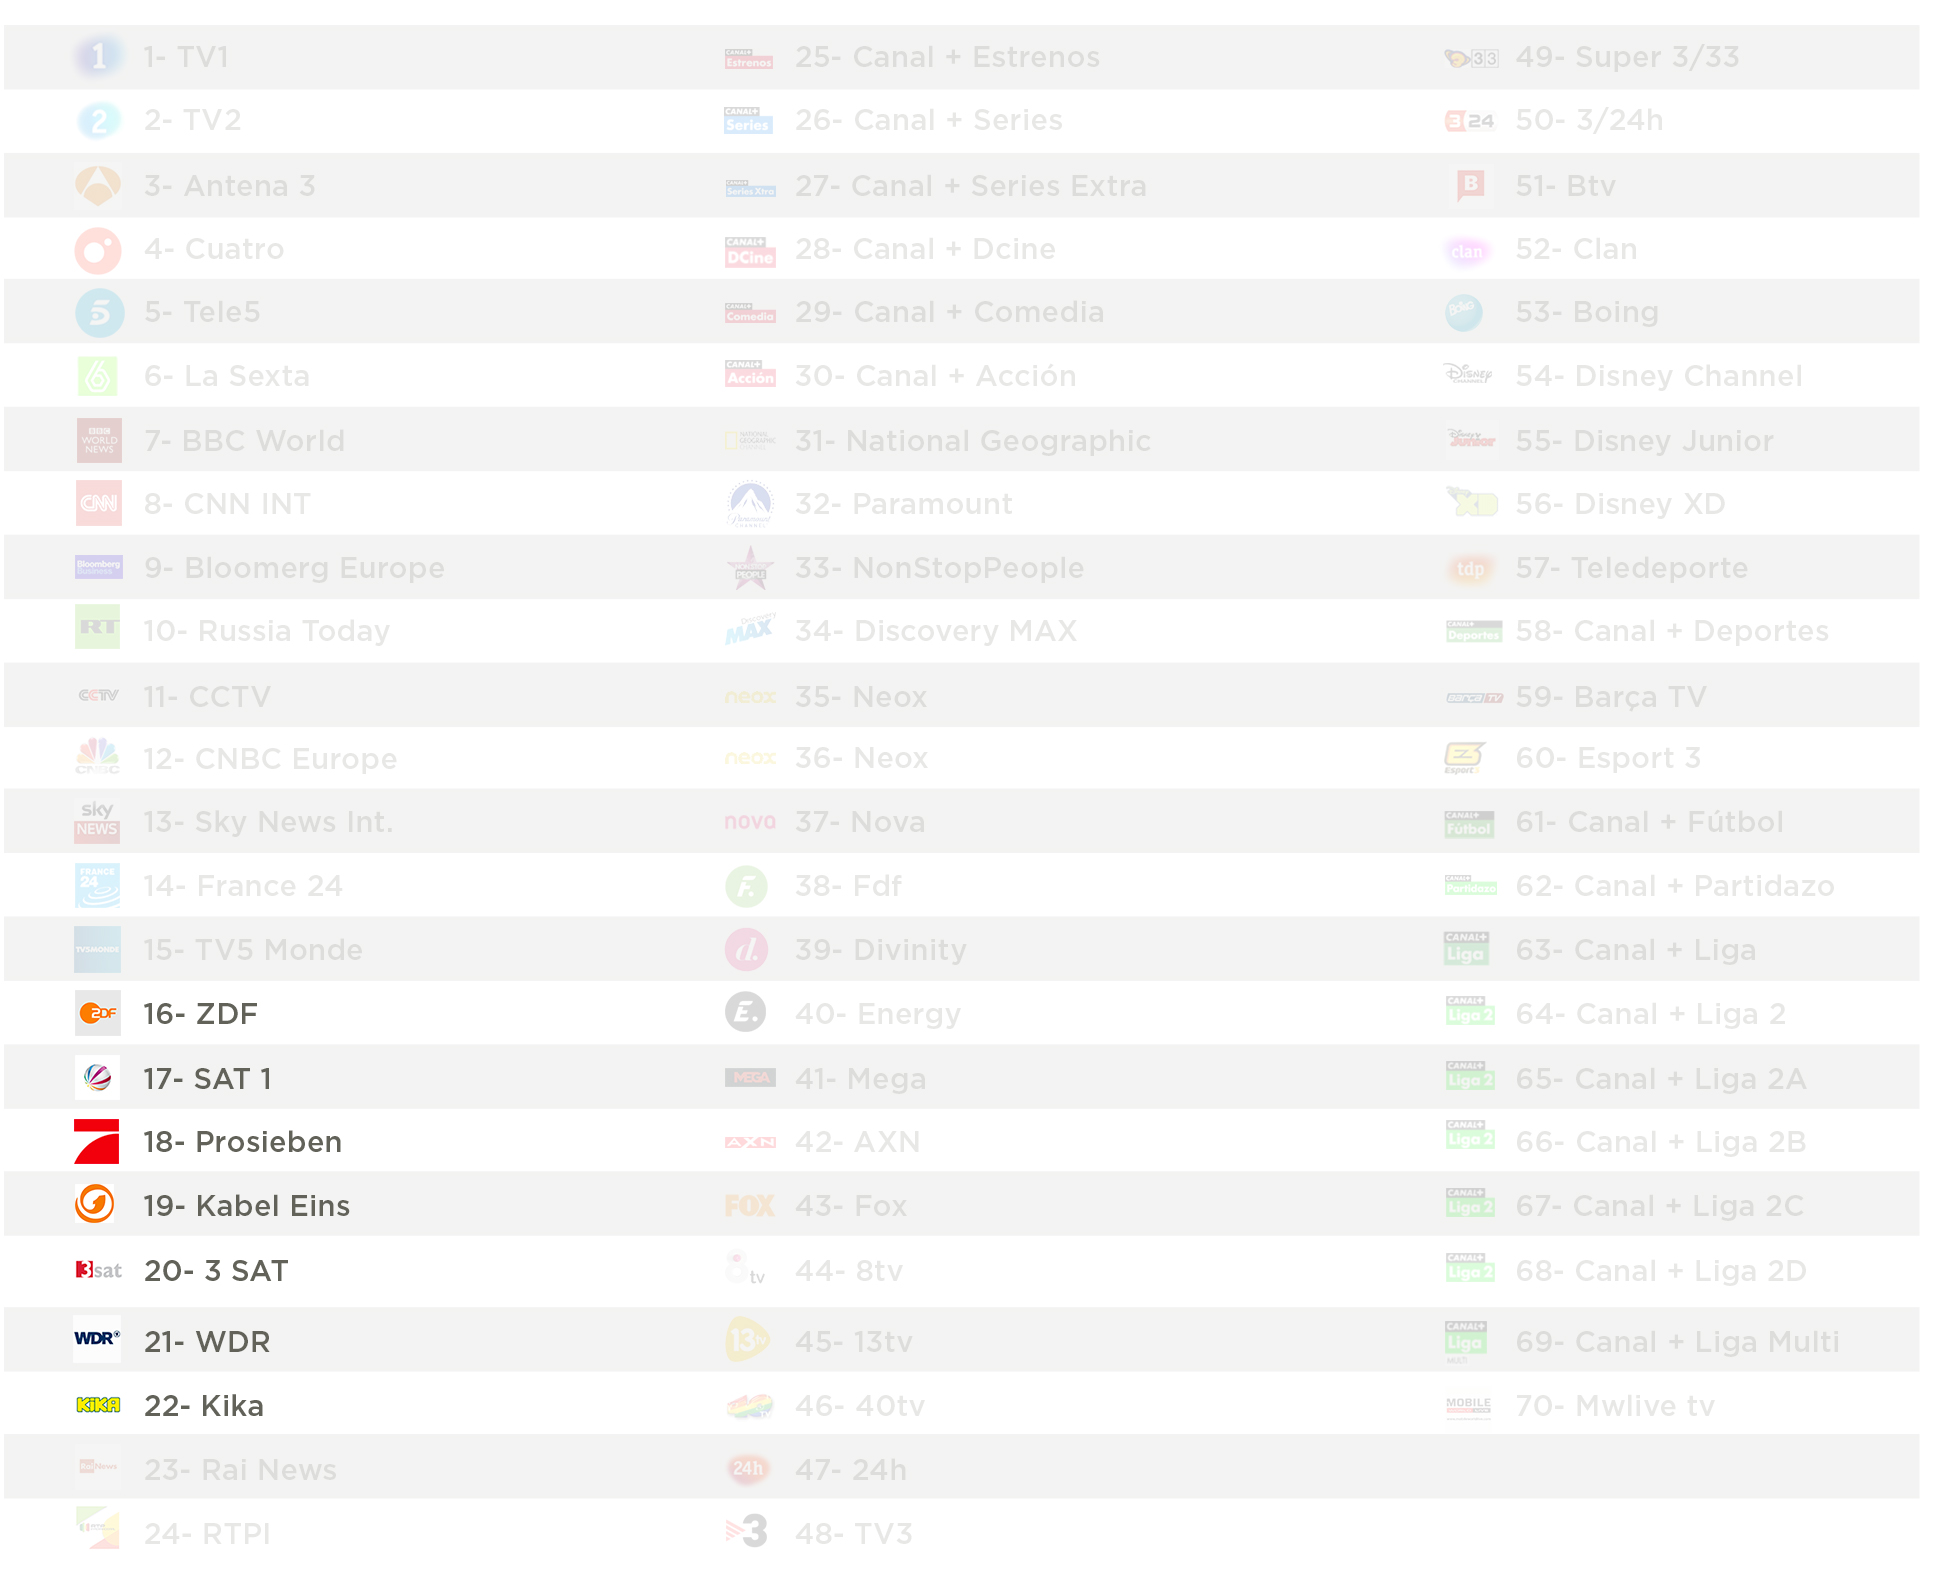 1- TV1
2- TV2
3- Antena 3
4- Cuatro
5- Tele5
6- La Sexta
7- BBC World
8- CNN INT
9- Bloomerg Europe
10- Russia Today
11- CCTV
12- CNBC Europe
13- Sky News Int.
14- France 24
15- TV5 Monde
16- ZDF
17- SAT 1
18- Prosieben
19- Kabel Eins
20- 3 SAT
21- WDR
22- Kika
23- Rai News
24- RTPI
25- Canal + Estrenos
26- Canal + Series
27- Canal + Series Extra
28- Canal + Dcine
29- Canal + Comedia
30- Canal + Acción
31- National Geographic
32- Paramount
33- NonStopPeople
34- Discovery MAX
35- Neox
36- Neox
37- Nova
38- Fdf
39- Divinity
40- Energy
41- Mega
42- AXN
43- Fox
44- 8tv
45- 13tv
46- 40tv
47- 24h
48- TV3
49- Super 3/33
50- 3/24h
51- Btv
52- Clan
53- Boing
54- Disney Channel
55- Disney Junior
56- Disney XD
57- Teledeporte
58- Canal + Deportes
59- Barça TV
60- Esport 3
61- Canal + Fútbol
62- Canal + Partidazo
63- Canal + Liga
64- Canal + Liga 2
65- Canal + Liga 2A
66- Canal + Liga 2B
67- Canal + Liga 2C
68- Canal + Liga 2D
69- Canal + Liga Multi
70- Mwlive tv